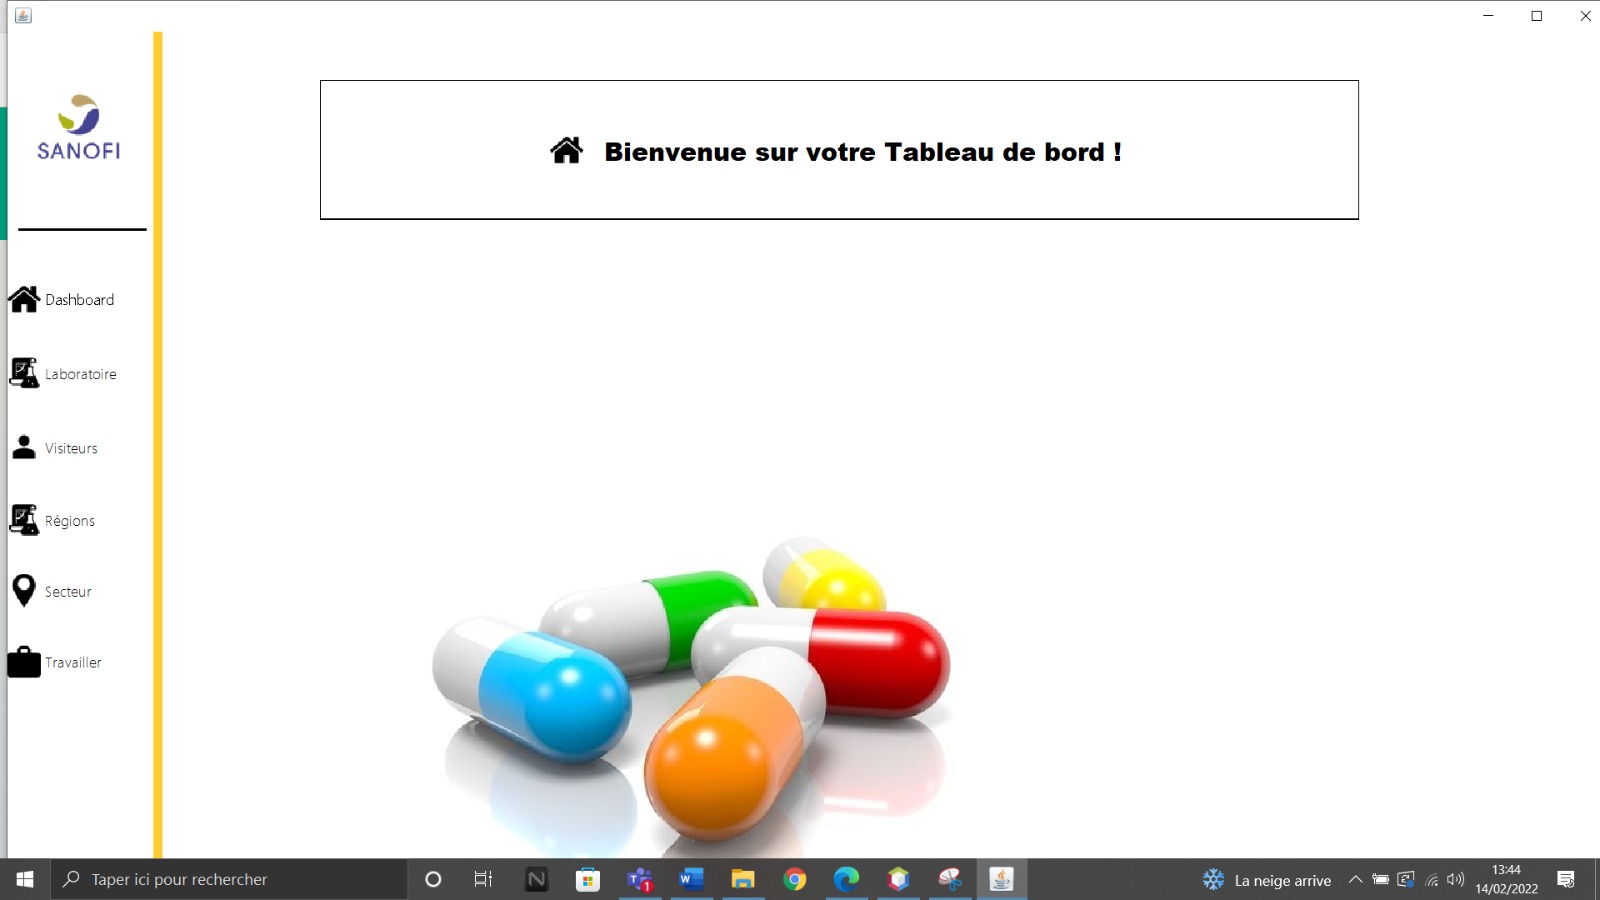 SANOFI
Bienvenue sur votre Tableau de bord !
Dashboard
Laboratoire
Visiteurs
Régions
Secteur
Travailler
Taper ici pour rechercher
1
La neige arrive
13:44
14/02/2022